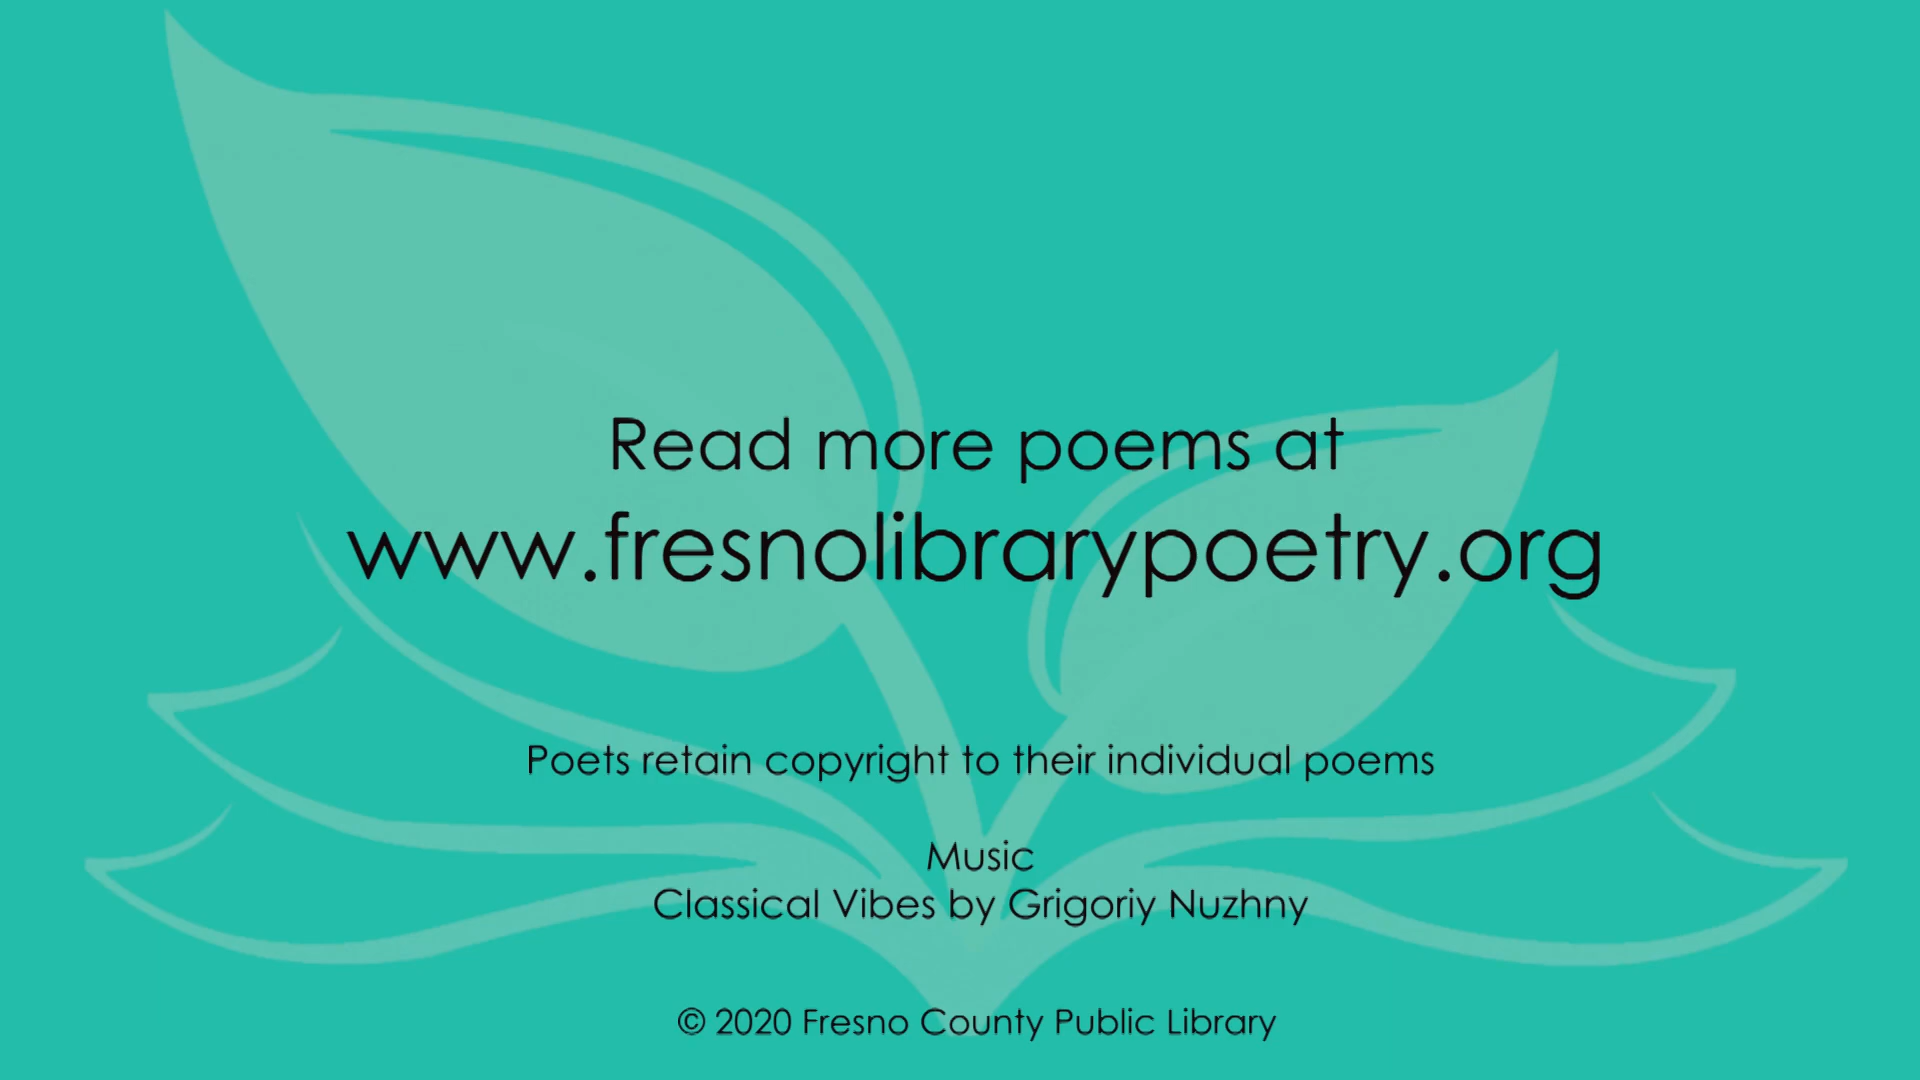 Read more poems at
www.fresnolibrarypoetry.org
Poets retain copyright to their individual poems
Music
Classical Vibes by Grigoriy Nuzhny
© 2020 Fresno County Public Library